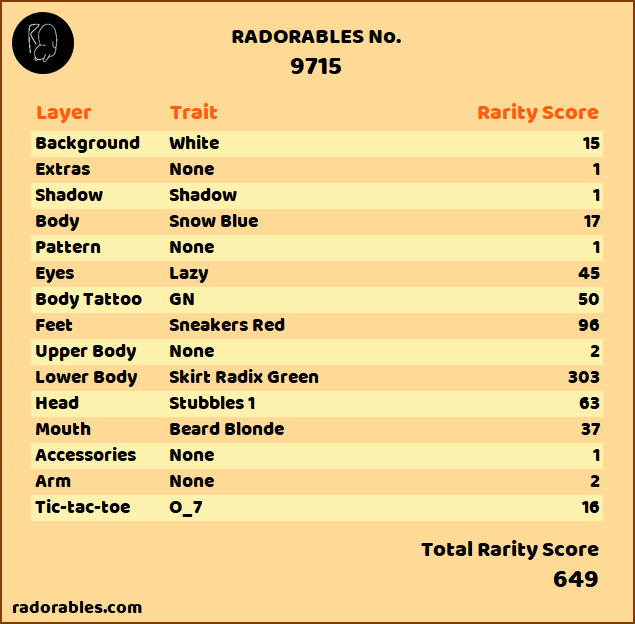 RADORABLES No.
9715
Layer Trait Rarity Score
Background White 15
Extras None 1
Shadow Shadow 1
Body Snow Blue 17
Pattern None 1
Eyes Lazy 45
Body Tattoo GN 50
Feet Sneakers Red 96
Upper Body None 2
Lower Body Skirt Radix Green 303
Head Stubbles 1 63
Mouth Beard Blonde 37
Accessories None 1
Arm None 2
Tic-tac-toe O_7 16
Total Rarity Score
649
radorables.com